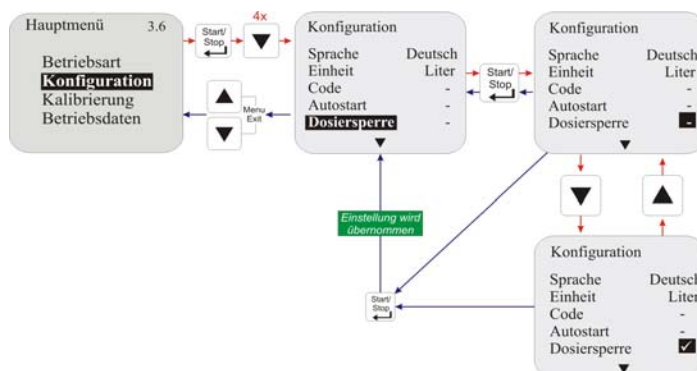 Hauptmenü 3.6
Betriebsart
Konfiguration
Kalibrierung
Betriebsdaten
Start/
Stop
4x
Menu
Exit
Konfiguration
Sprache Deutsch
Einheit Liter
Code -
Autostart -
Dosiersperre -
Start/
Stop
Konfiguration
Sprache Deutsch
Einheit Liter
Code -
Autostart -
Dosiersperre -
Einstellung wird
übernommen
Start/
Stop
Konfiguration
Sprache Deutsch
Einheit Liter
Code -
Autostart -
Dosiersperre ✓